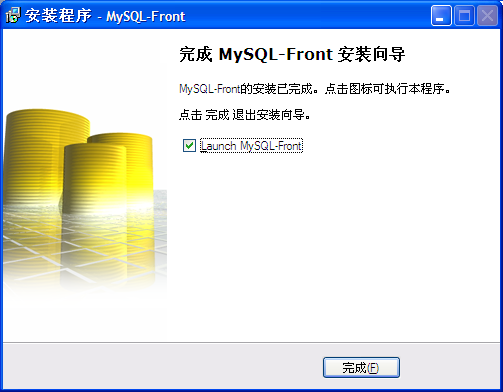 安装程序 - MySQL-Front
完成 MySQL-Front 安装向导
MySQL-Front的安装已完成。点击图标可执行本程序。
点击 完成 退出安装向导。
Launch MySQL-Front
完成(F)